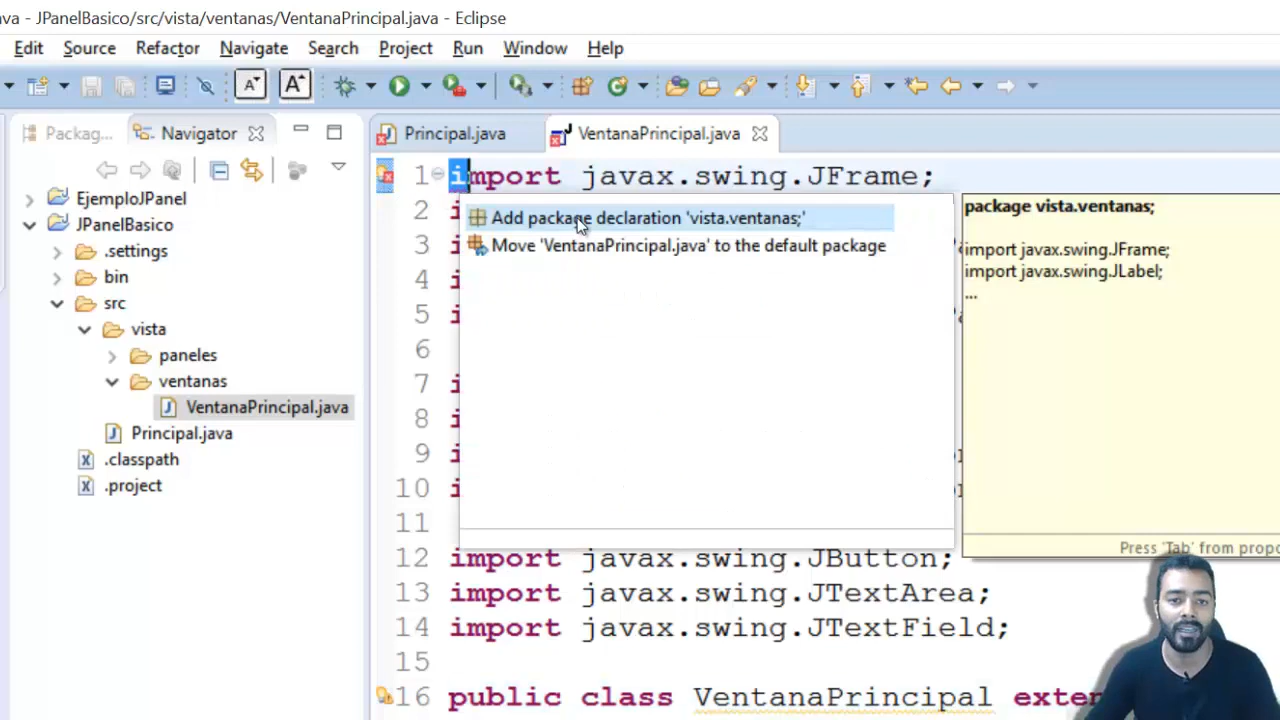 ava - JPanelBasico/src/vista/ventanas/VentanaPrincipal.java - Eclipse
Edit Source Refactor Navigate Search Project Run Window Help
Packag... Navigator Principal.java VentanaPrincipal.java
EjemploJPanel
JPanelBasico
.settings
bin
src
vista
paneles
ventanas
VentanaPrincipal.java
Principal.java
.classpath
.project
1 import javax.swing.JFrame;
2 i
3 i
4 i
5 i
6
7 i
8 i
9 i
10 i
11
12 import javax.swing.JButton;
13 import javax.swing.JTextArea;
14 import javax.swing.JTextField;
15
16 public class VentanaPrincipal exte
Add package declaration 'vista.ventanas;'
Move 'VentanaPrincipal.java' to the default package
package vista.ventanas;
import javax.swing.JFrame;
import javax.swing.JLabel;
...
Press 'Tab' from propo